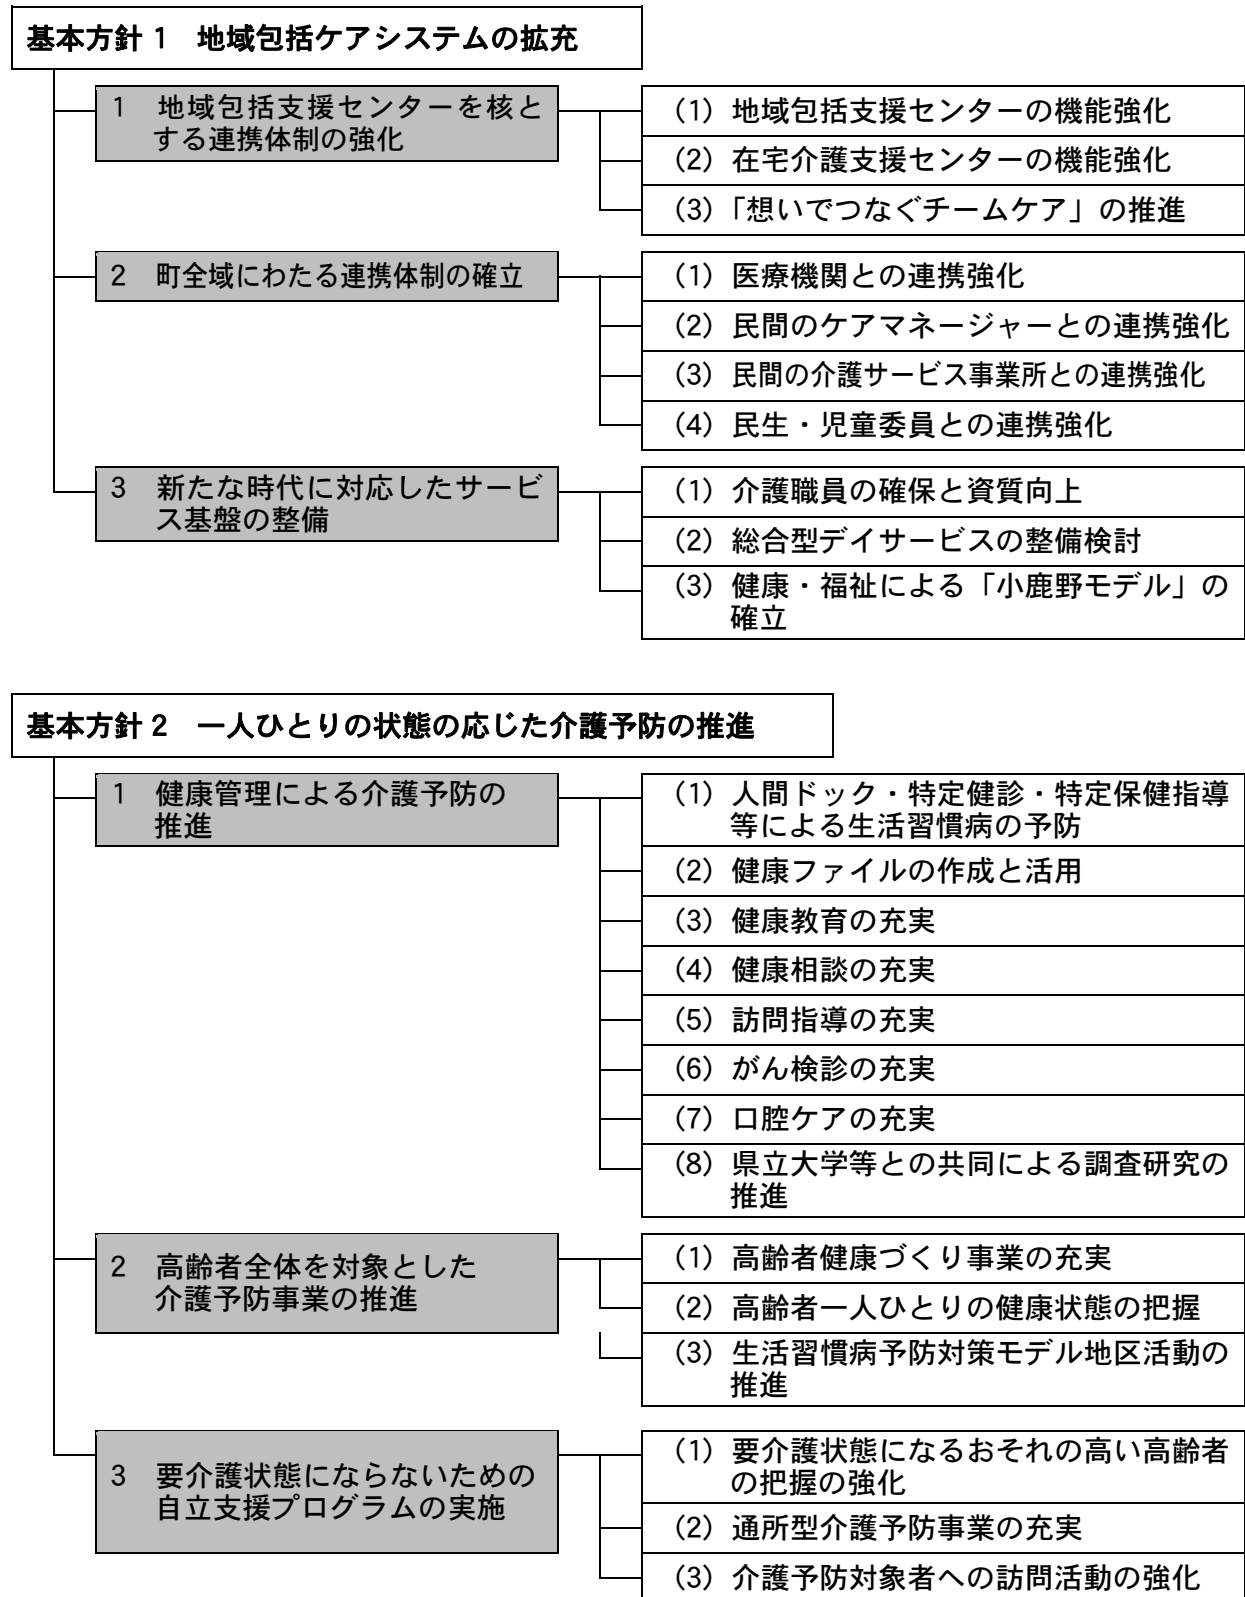 基本方針 1　地域包括ケアシステムの拡充
1　地域包括支援センターを核と
する連携体制の強化
(1) 地域包括支援センターの機能強化
(2) 在宅介護支援センターの機能強化
(3)「想いでつなぐチームケア」の推進
2　町全域にわたる連携体制の確立
(1) 医療機関との連携強化
(2) 民間のケアマネージャーとの連携強化
(3) 民間の介護サービス事業所との連携強化
(4) 民生・児童委員との連携強化
3　新たな時代に対応したサービ
ス基盤の整備
(1) 介護職員の確保と資質向上
(2) 総合型デイサービスの整備検討
(3) 健康・福祉による「小鹿野モデル」の
確立
基本方針 2　一人ひとりの状態の応じた介護予防の推進
1　健康管理による介護予防の
推進
(1) 人間ドック・特定健診・特定保健指導
等による生活習慣病の予防
(2) 健康ファイルの作成と活用
(3) 健康教育の充実
(4) 健康相談の充実
(5) 訪問指導の充実
(6) がん検診の充実
(7) 口腔ケアの充実
(8) 県立大学等との共同による調査研究の
推進
2　高齢者全体を対象とした
介護予防事業の推進
(1) 高齢者健康づくり事業の充実
(2) 高齢者一人ひとりの健康状態の把握
(3) 生活習慣病予防対策モデル地区活動の
推進
3　要介護状態にならないための
自立支援プログラムの実施
(1) 要介護状態になるおそれの高い高齢者
の把握の強化
(2) 通所型介護予防事業の充実
(3) 介護予防対象者への訪問活動の強化